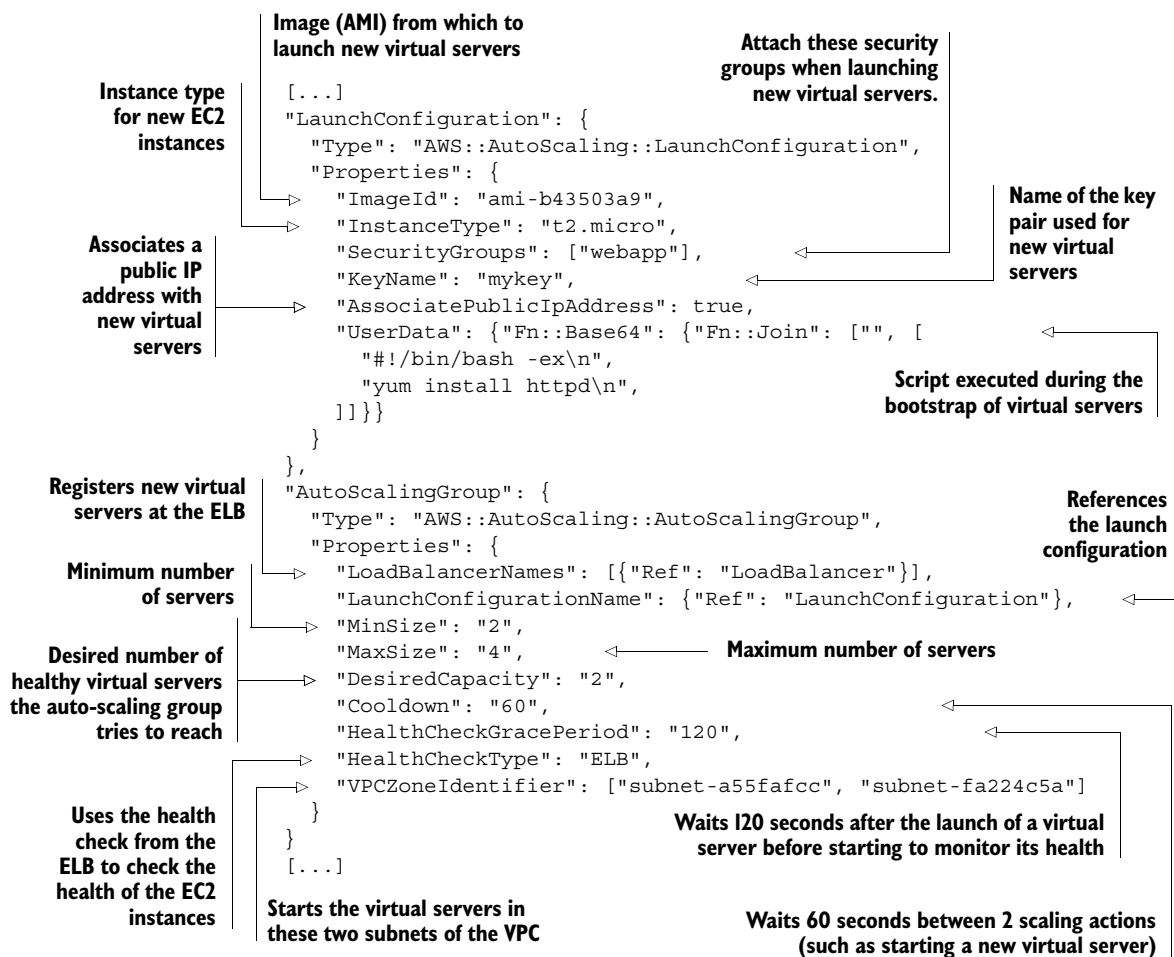 Image (AMI) from which to
launch new virtual servers
Attach these security
groups when launching
new virtual servers.
Instance type
for new EC2
instances
[...]
"LaunchConfiguration": {
"Type": "AWS::AutoScaling::LaunchConfiguration",
"Properties": {
"ImageId": "ami-b43503a9",
"InstanceType": "t2.micro",
"SecurityGroups": ["webapp"],
"KeyName": "mykey",
"AssociatePublicIpAddress": true,
"UserData": {"Fn::Base64": {"Fn::Join": ["", [
"#!/bin/bash -ex\n",
"yum install httpd\n",
]]}}
}
},
Name of the key
pair used for
new virtual
servers
Associates a
public IP
address with
new virtual
servers
Script executed during the
bootstrap of virtual servers
Registers new virtual
servers at the ELB
"AutoScalingGroup": {
"Type": "AWS::AutoScaling::AutoScalingGroup",
"Properties": {
"LoadBalancerNames": [{"Ref": "LoadBalancer"}],
"LaunchConfigurationName": {"Ref": "LaunchConfiguration"},
"MinSize": "2",
"MaxSize": "4",
"DesiredCapacity": "2",
"Cooldown": "60",
"HealthCheckGracePeriod": "120",
"HealthCheckType": "ELB",
"VPCZoneIdentifier": ["subnet-a55fafcc", "subnet-fa224c5a"]
}
}
[...]
References
the launch
configuration
Minimum number
of servers
Maximum number of servers
Desired number of
healthy virtual servers
the auto-scaling group
tries to reach
Uses the health
check from the
ELB to check the
health of the EC2
instances
Waits 120 seconds after the launch of a virtual
server before starting to monitor its health
Starts the virtual servers in
these two subnets of the VPC
Waits 60 seconds between 2 scaling actions
(such as starting a new virtual server)